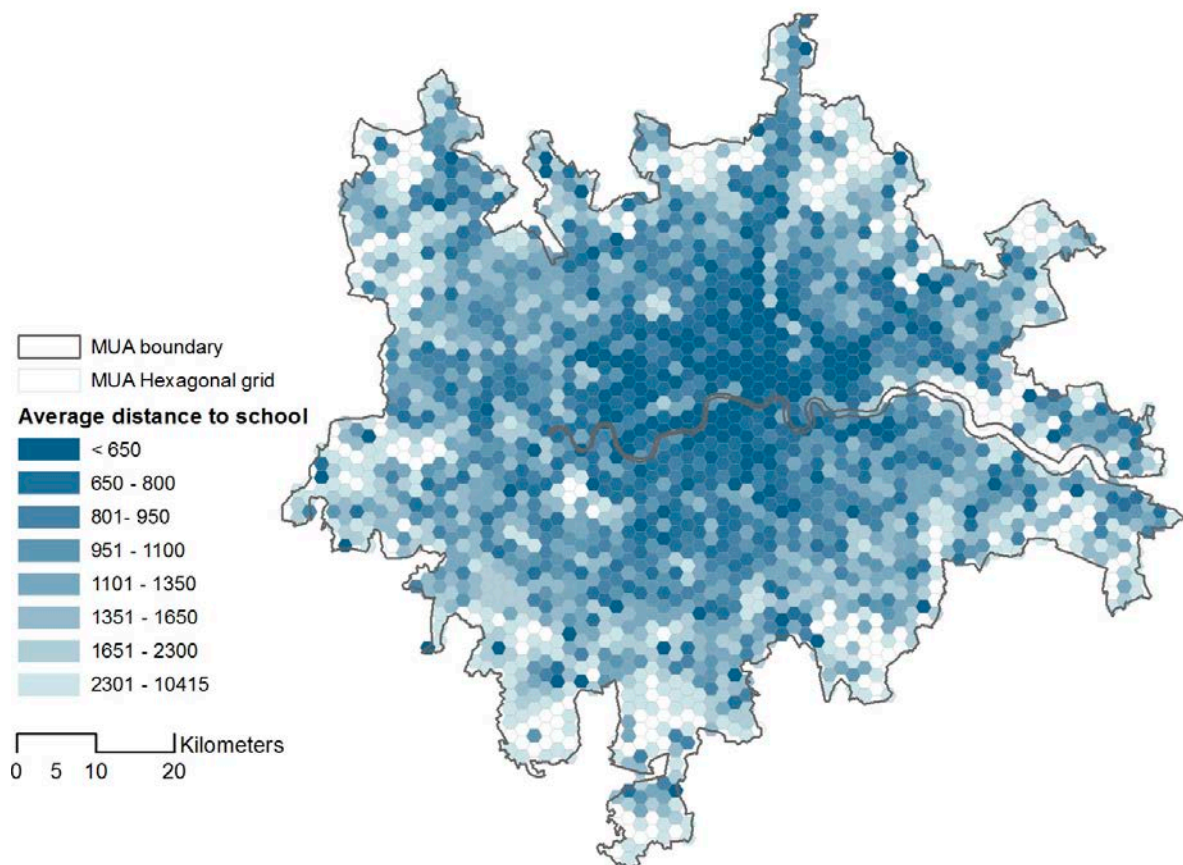 MUA boundary
MUA Hexagonal grid
Average distance to school
< 650
650 - 800
801- 950
951 - 1100
1101 - 1350
1351 - 1650
1651 - 2300
2301 - 10415
Kilometers
0 5 10 20